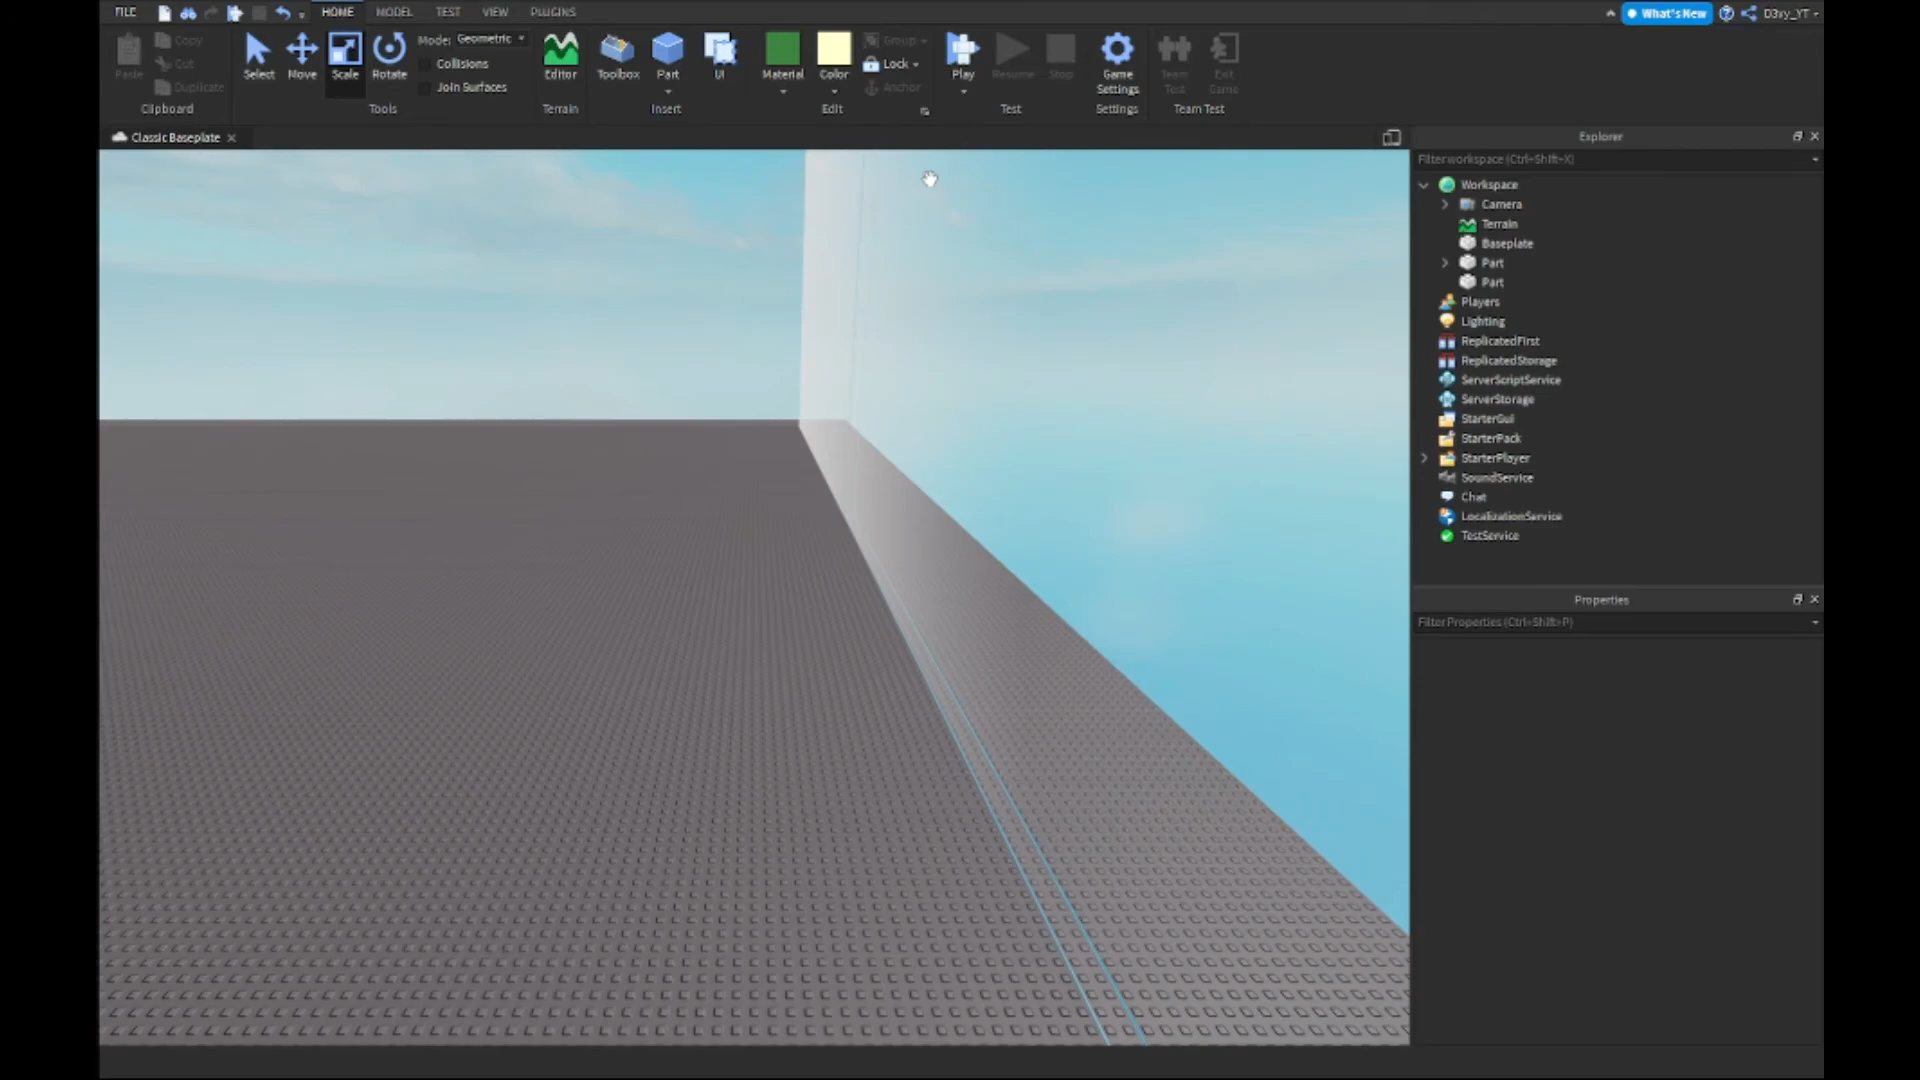 FILE HOME MODEL TEST VIEW PLUGINS What's New D3vy_YT
Paste Copy Cut Duplicate Clipboard
Select Move Scale Rotate Mode: Geometric Collisions Join Surfaces Tools
Editor Terrain
Toolbox Part UI Insert
Material Color Group Lock Anchor Edit
Play Resume Stop Test
Game Settings Settings
Team Test Exit Game Team Test
Classic Baseplate
Explorer
Filter workspace (Ctrl+Shift+X)
Workspace
Camera
Terrain
Baseplate
Part
Part
Players
Lighting
ReplicatedFirst
ReplicatedStorage
ServerScriptService
ServerStorage
StarterGui
StarterPack
StarterPlayer
SoundService
Chat
LocalizationService
TestService
Properties
Filter Properties (Ctrl+Shift+P)